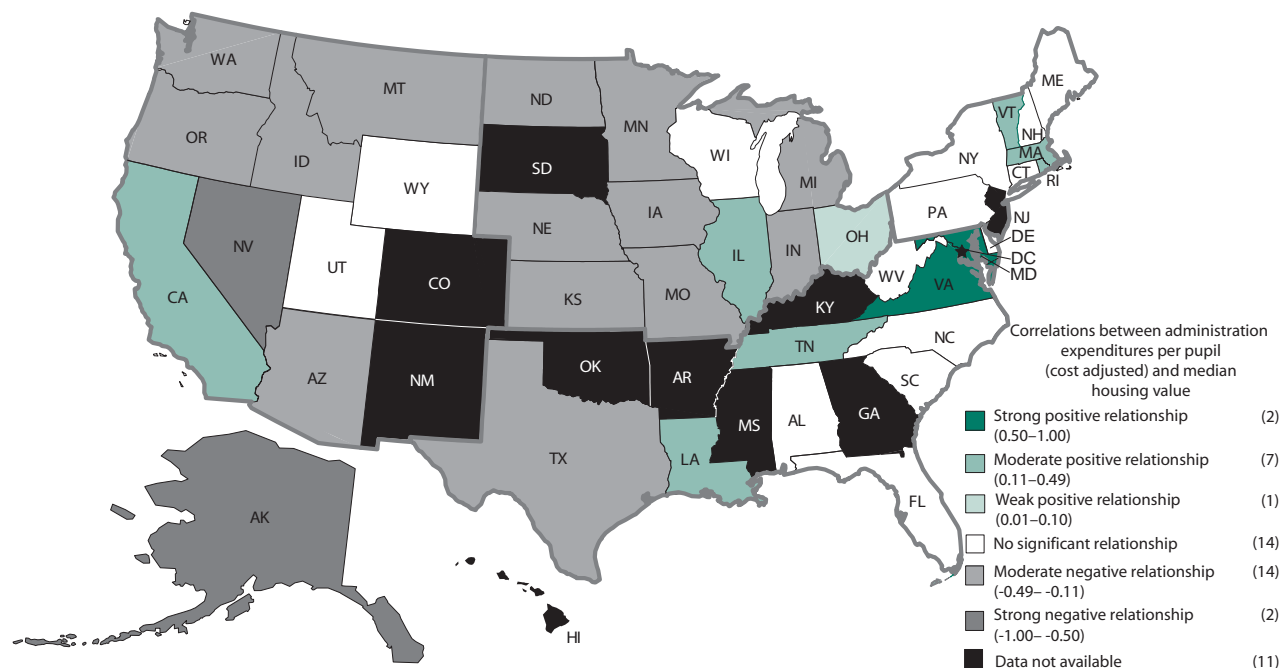 WA
MT
ND
MN
ME
VT
NH
OR
ID
SD
WI
MI
NY
MA
CT
RI
WY
IA
PA
NJ
NE
NV
UT
IL
IN
OH
DE
DC
MD
CO
WV
VA
CA
KS
MO
KY
NC
TN
AZ
NM
OK
AR
SC
MS
AL
GA
TX
LA
FL
AK
HI
Correlations between administration
expenditures per pupil
(cost adjusted) and median
housing value
Strong positive relationship (2)
(0.50–1.00)
Moderate positive relationship (7)
(0.11–0.49)
Weak positive relationship (1)
(0.01–0.10)
No significant relationship (14)
Moderate negative relationship (14)
(-0.49– -0.11)
Strong negative relationship (2)
(-1.00– -0.50)
Data not available (11)